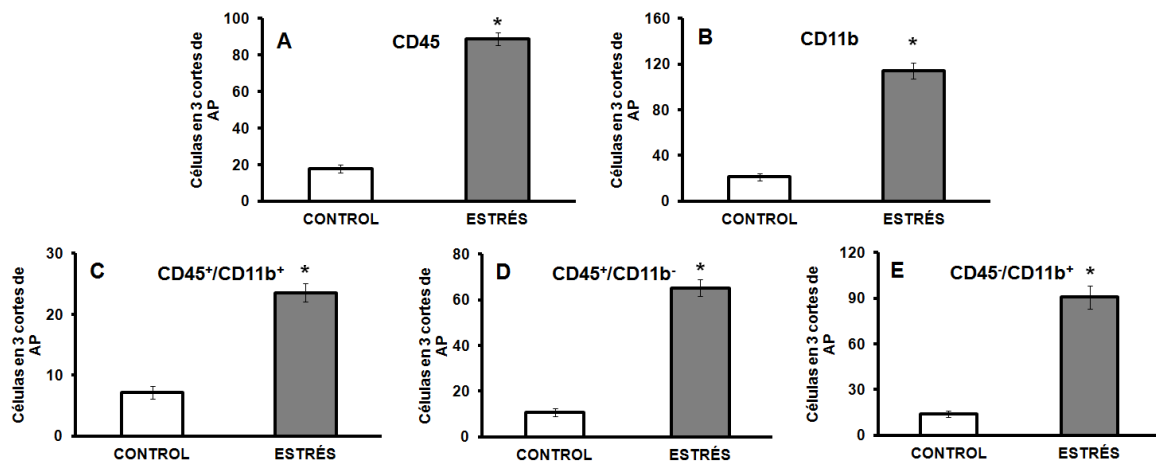 A
CD45
*
Células en 3 cortes de
AP
100
80
60
40
20
0
CONTROL
ESTRÉS
B
CD11b
*
Células en 3 cortes de
AP
160
120
80
40
0
CONTROL
ESTRÉS
C
CD45⁺/CD11b⁺
*
Células en 3 cortes de
AP
30
20
10
0
CONTROL
ESTRÉS
D
CD45⁺/CD11b⁻
*
Células en 3 cortes de
AP
80
60
40
20
0
CONTROL
ESTRÉS
E
CD45⁻/CD11b⁺
*
Células en 3 cortes de
AP
120
90
60
30
0
CONTROL
ESTRÉS